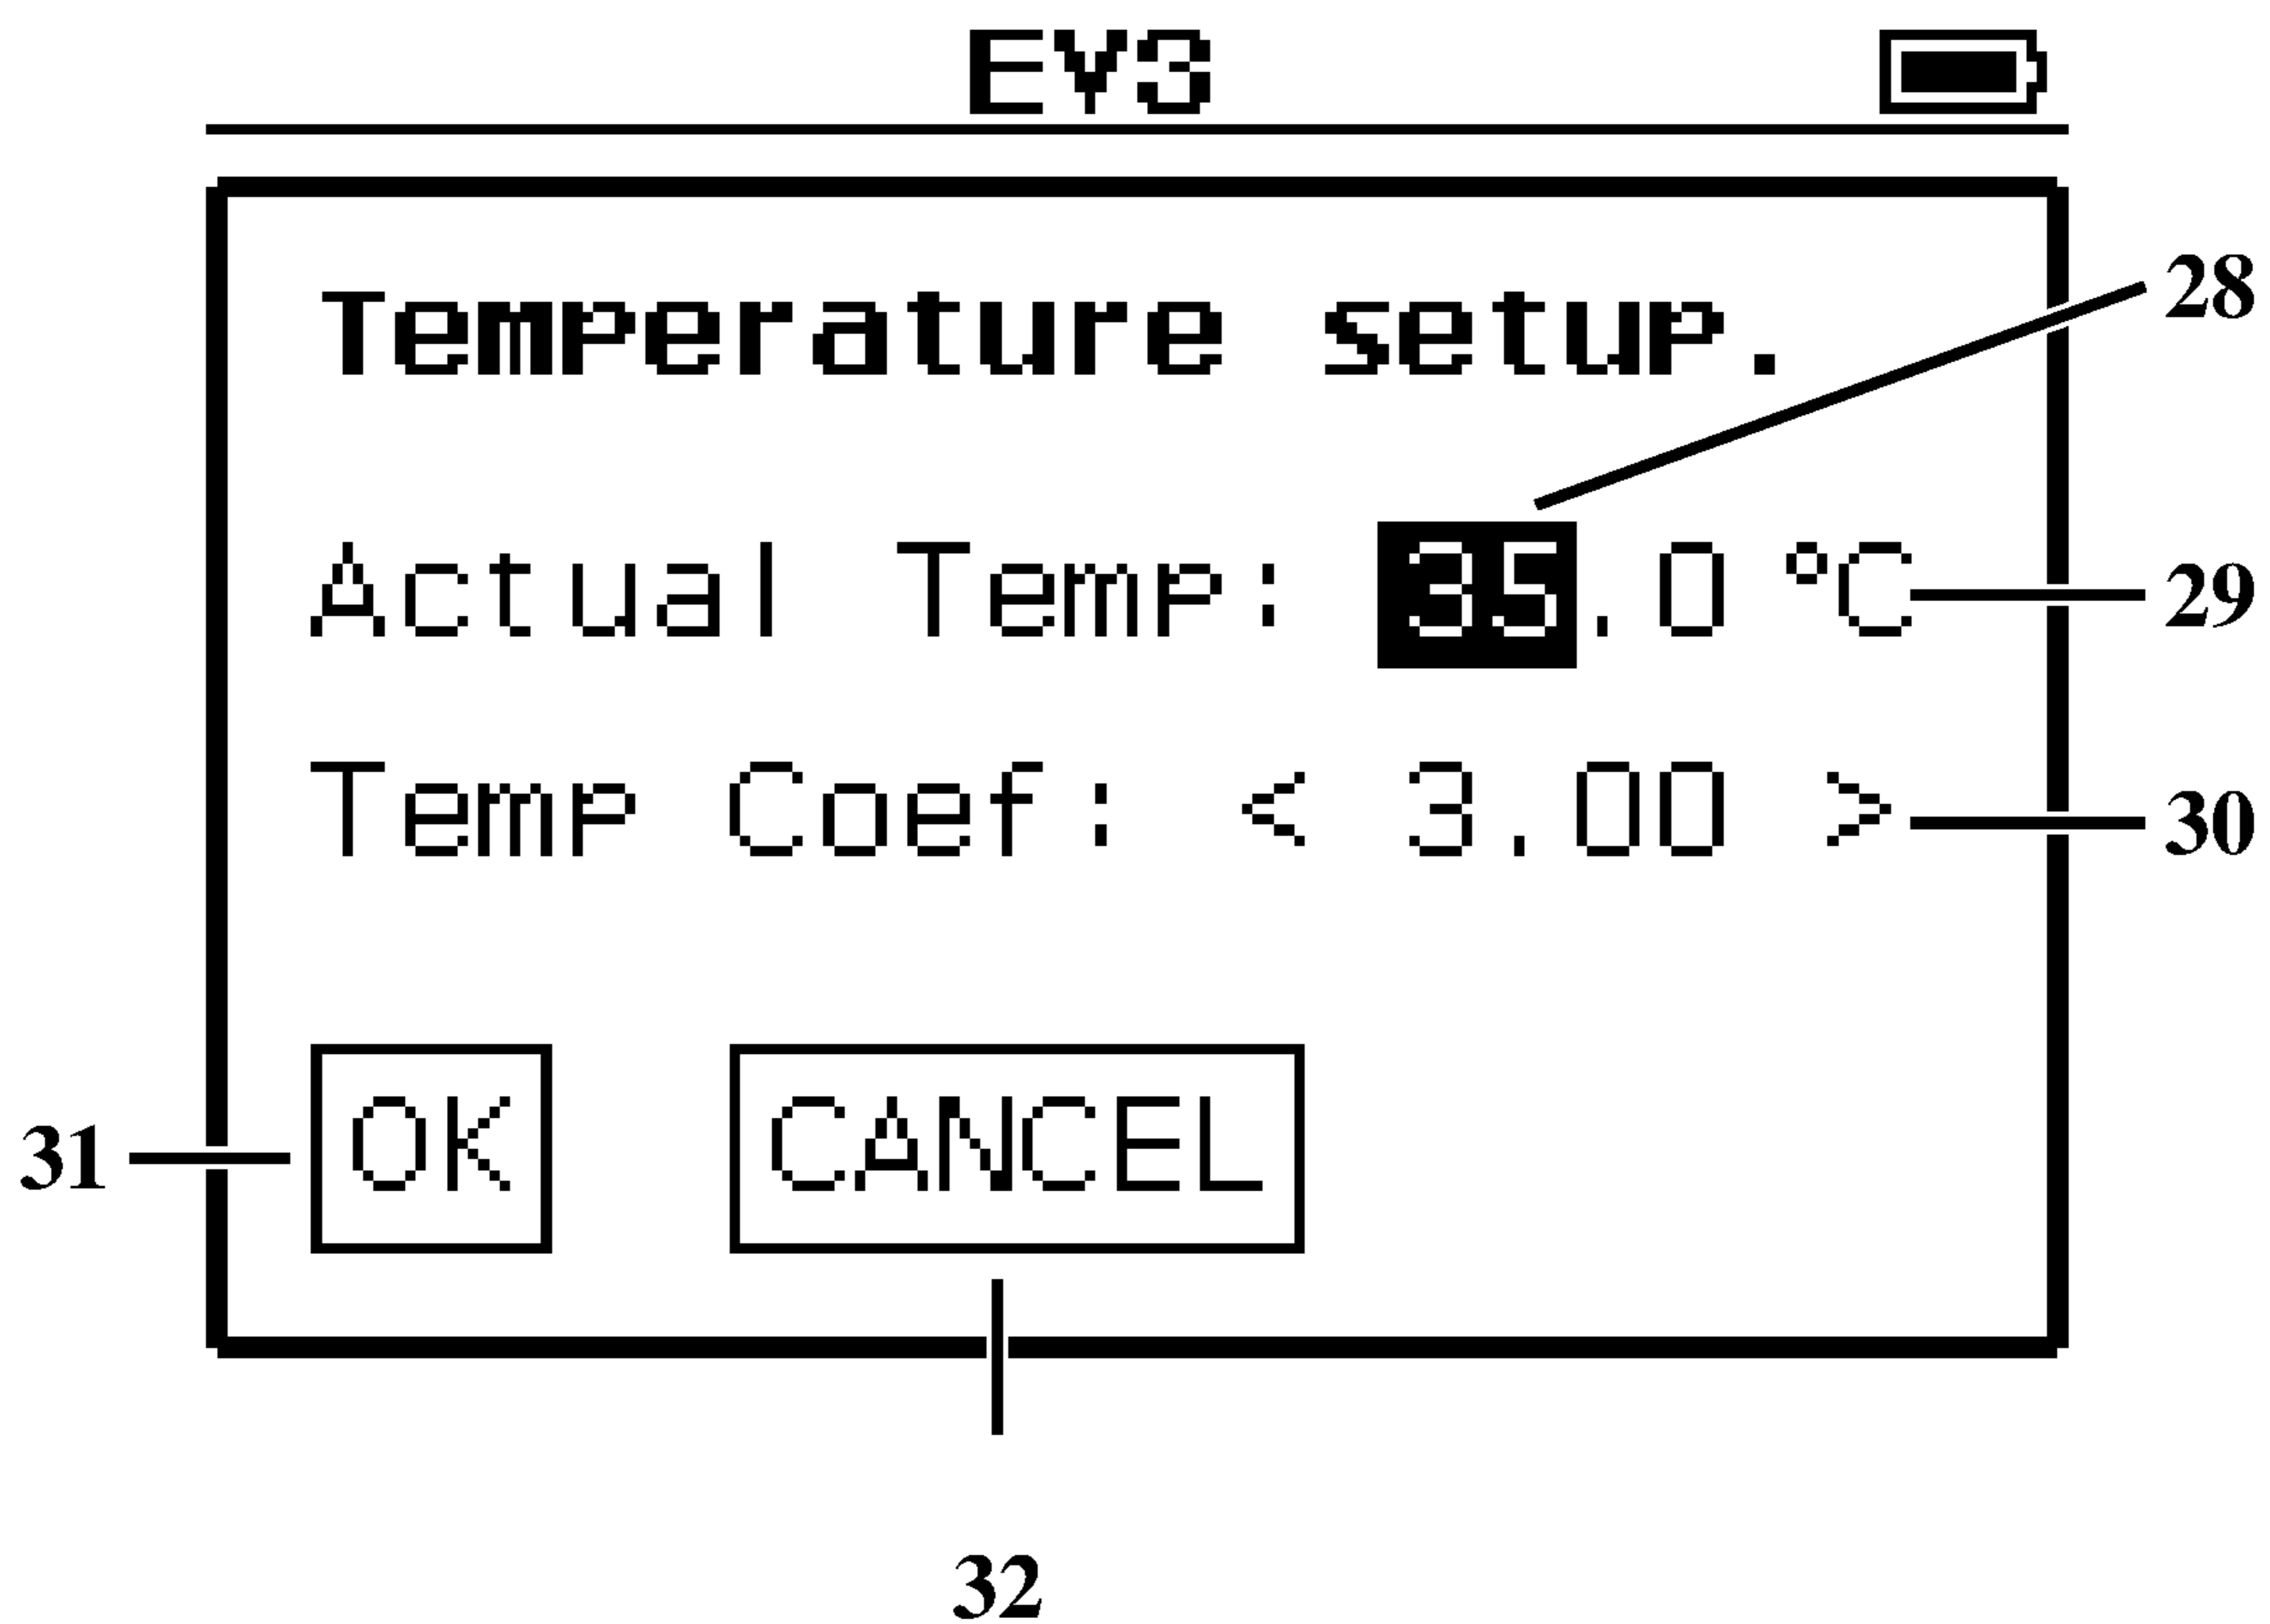 EV3
Temperature setup.
28
Actual Temp: 35.0 °C
29
Temp Coef: < 3.00 >
30
OK CANCEL
31
32